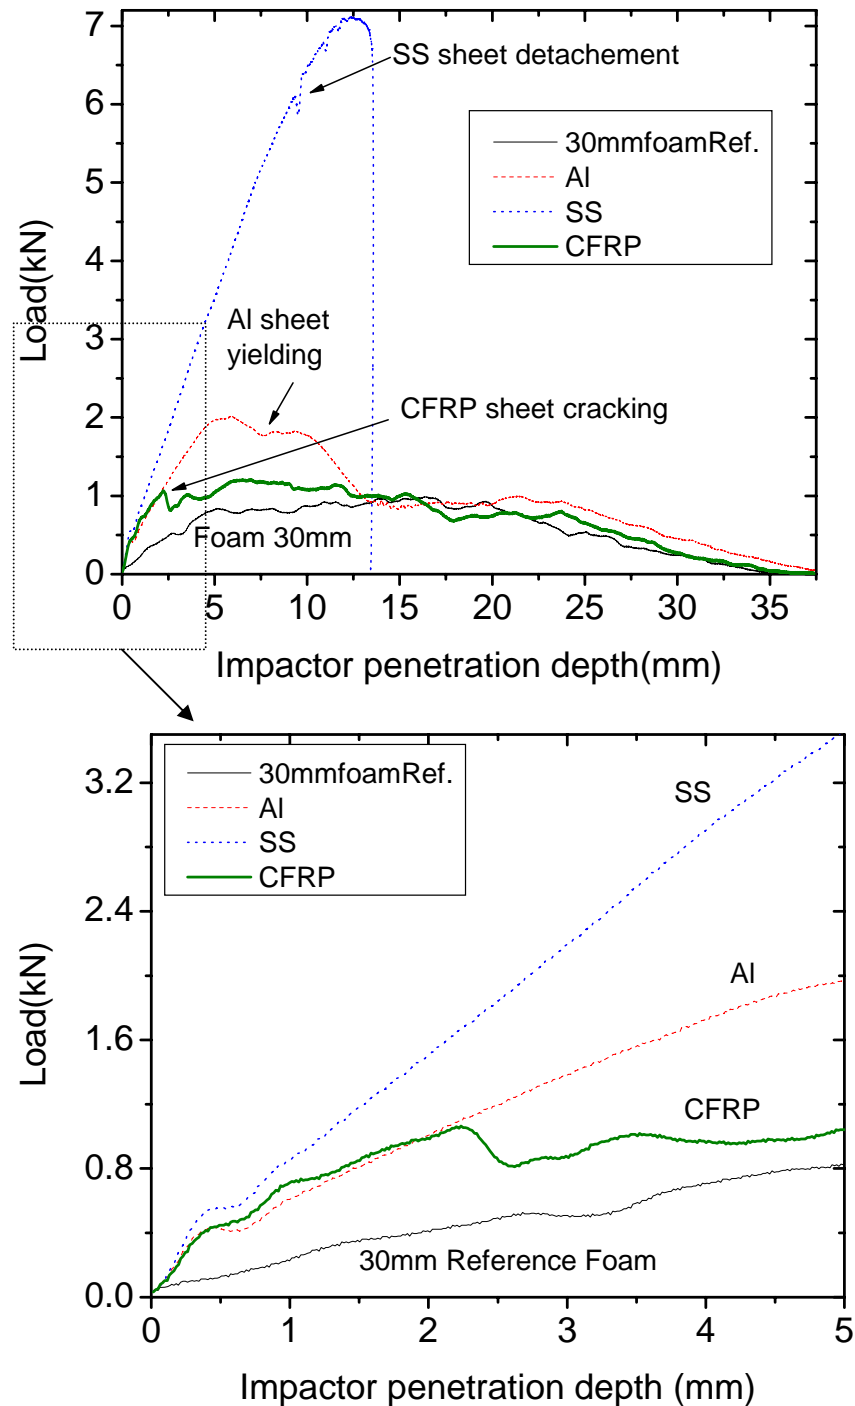 7
6
5
4
3
2
1
0
Load(kN)
SS sheet detachement
30mmfoamRef.
Al
SS
CFRP
Al sheet
yielding
CFRP sheet cracking
Foam 30mm
0 5 10 15 20 25 30 35
Impactor penetration depth(mm)
30mmfoamRef.
Al
SS
CFRP
3.2
2.4
1.6
0.8
0.0
Load(kN)
SS
Al
CFRP
30mm Reference Foam
0 1 2 3 4 5
Impactor penetration depth (mm)